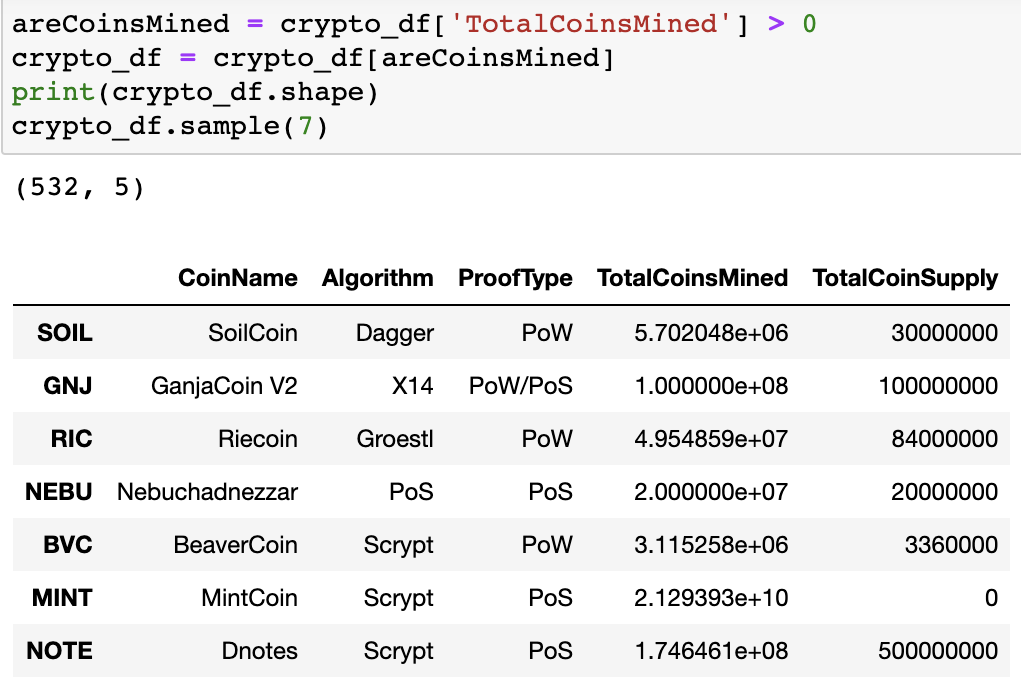 areCoinsMined = crypto_df['TotalCoinsMined'] > 0
crypto_df = crypto_df[areCoinsMined]
print(crypto_df.shape)
crypto_df.sample(7)
(532, 5)
CoinName Algorithm ProofType TotalCoinsMined TotalCoinSupply
SOIL SoilCoin Dagger PoW 5.702048e+06 30000000
GNJ GanjaCoin V2 X14 PoW/PoS 1.000000e+08 100000000
RIC Riecoin Groestl PoW 4.954859e+07 84000000
NEBU Nebuchadnezzar PoS PoS 2.000000e+07 20000000
BVC BeaverCoin Scrypt PoW 3.115258e+06 3360000
MINT MintCoin Scrypt PoS 2.129393e+10 0
NOTE Dnotes Scrypt PoS 1.746461e+08 500000000